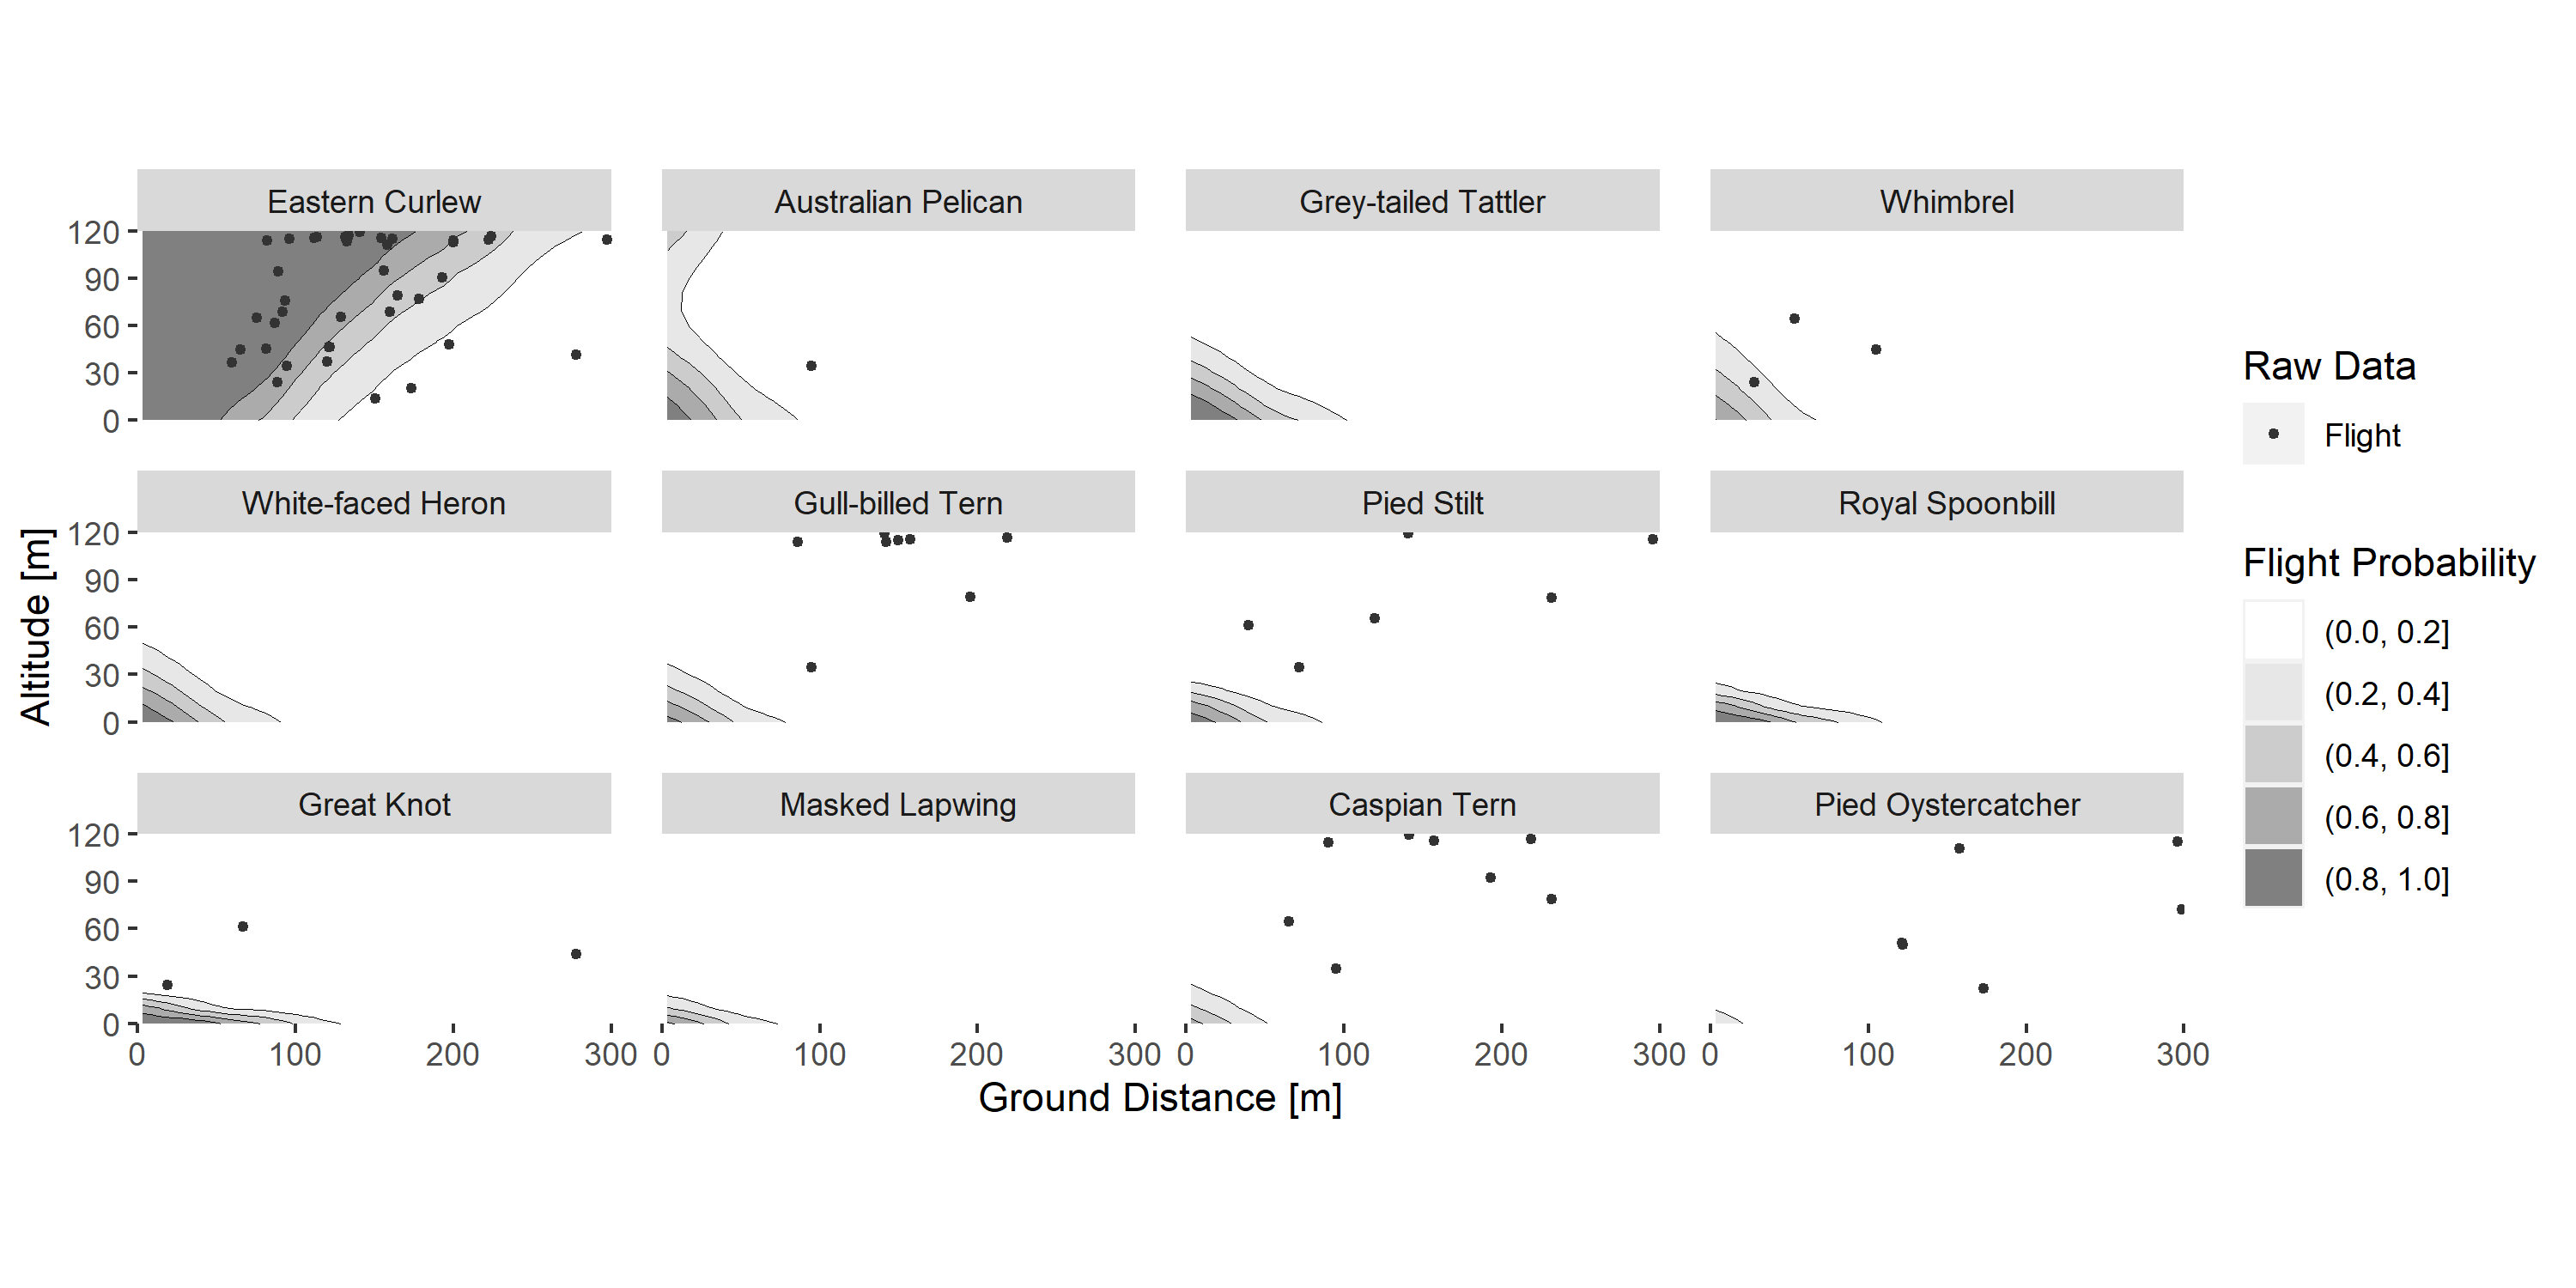 Eastern Curlew
Australian Pelican
Grey-tailed Tattler
Whimbrel
120
90
60
30
0
White-faced Heron
Gull-billed Tern
Pied Stilt
Royal Spoonbill
120
90
60
30
0
Great Knot
Masked Lapwing
Caspian Tern
Pied Oystercatcher
120
90
60
30
0
0 100 200 300
0 100 200 300
0 100 200 300
0 100 200 300
Ground Distance [m]
Altitude [m]
Raw Data
Flight
Flight Probability
(0.0, 0.2]
(0.2, 0.4]
(0.4, 0.6]
(0.6, 0.8]
(0.8, 1.0]